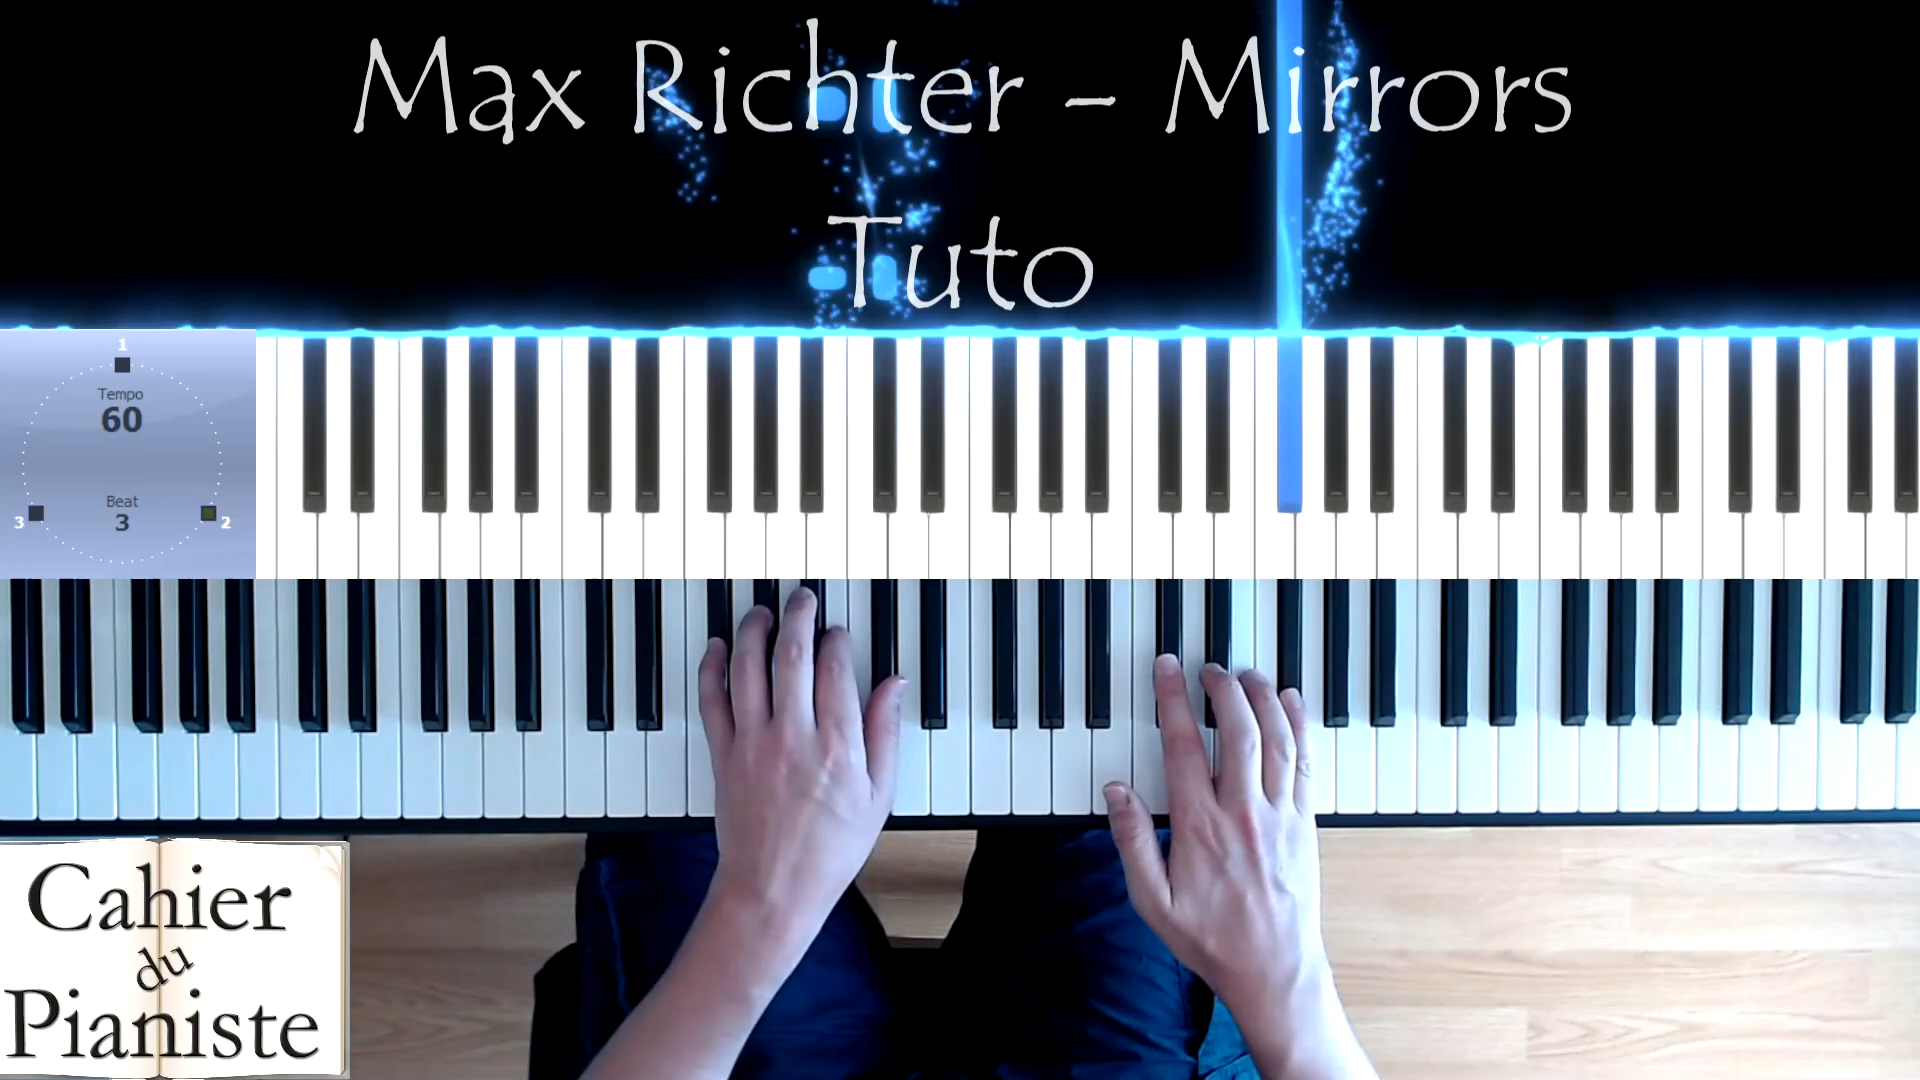 Max Richter - Mirrors
Tuto
1
Tempo
60
Beat
3
3
2
Cahier
du
Pianiste